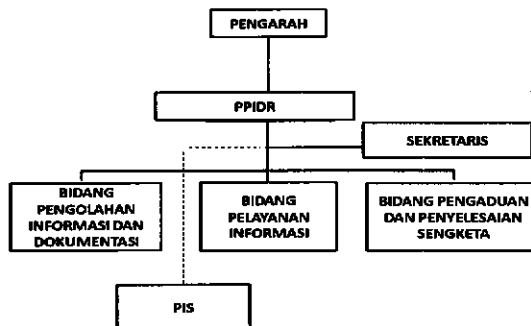 PENGARAH
PPIDR
SEKRETARIS
BIDANG
PENGOLAHAN
INFORMASI DAN
DOKUMENTASI
BIDANG
PELAYANAN
INFORMASI
BIDANG PENGADUAN
DAN PENYELESAIAN
SENGKETA
PIS